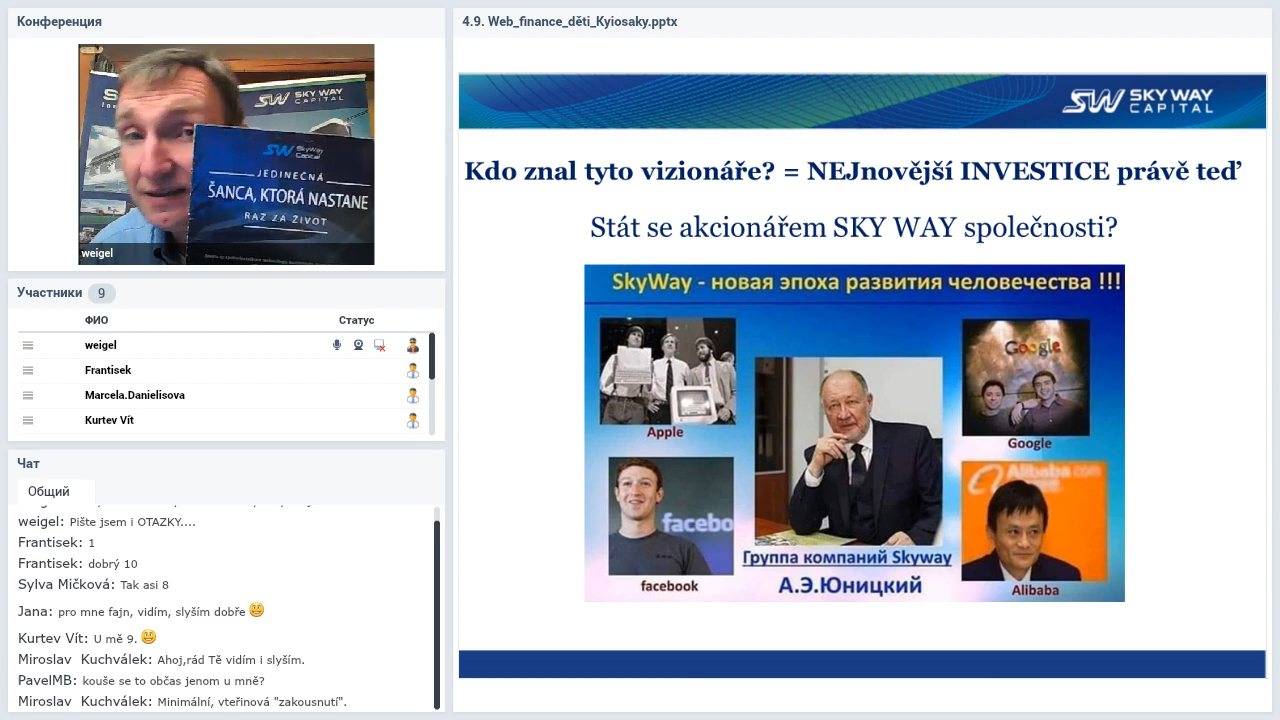 Конференция
SW SKY WAY
CAPITAL
SW SkyWay
Capital
JEDINEČNÁ
ŠANCA, KTORÁ NASTANE
RAZ ZA ŽIVOT
weigel
Участники 9
ФИО Статус
weigel
Frantisek
Marcela.Danielisova
Kurtev Vít
Чат
Общий
weigel: Pište jsem i OTAZKY....
Frantisek: 1
Frantisek: dobrý 10
Sylva Mičková: Tak asi 8
Jana: pro mne fajn, vidím, slyším dobře
Kurtev Vít: U mě 9.
Miroslav Kuchválek: Ahoj,rád Tě vidím i slyším.
PavelMB: kouše se to občas jenom u mně?
Miroslav Kuchválek: Minimální, vteřinová "zakousnutí".
4.9. Web_finance_děti_Kyiosaky.pptx
SW SKY WAY
CAPITAL
Kdo znal tyto vizionáře? = NEJnovější INVESTICE právě teď
Stát se akcionářem SKY WAY společnosti?
SkyWay - новая эпоха развития человечества !!!
Apple
Google
Google
facebo
Alibaba.com
Группа компаний Skyway
А.Э.Юницкий
facebook
Alibaba